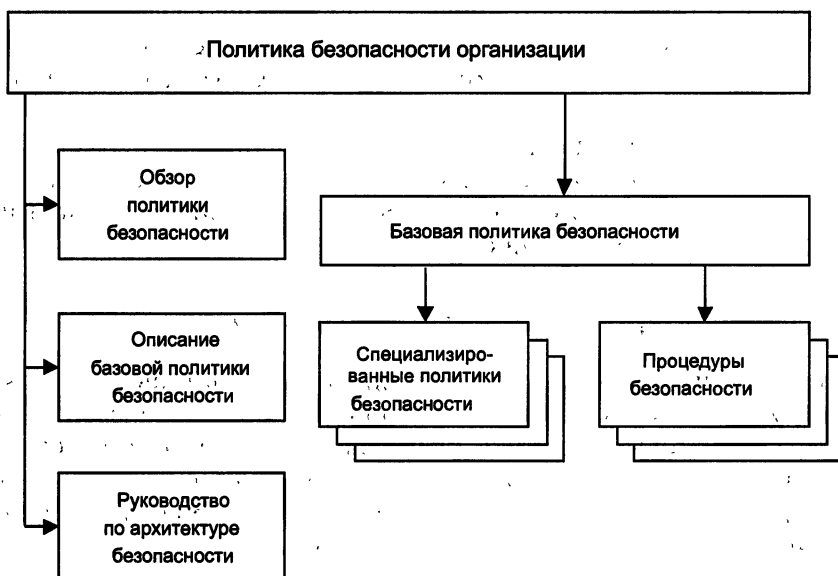 Политика безопасности организации
Обзор
политики
безопасности
Базовая политика безопасности
Описание
базовой политики
безопасности
Специализиро-
ванные политики
безопасности
Процедуры
безопасности
Руководство
по архитектуре
безопасности